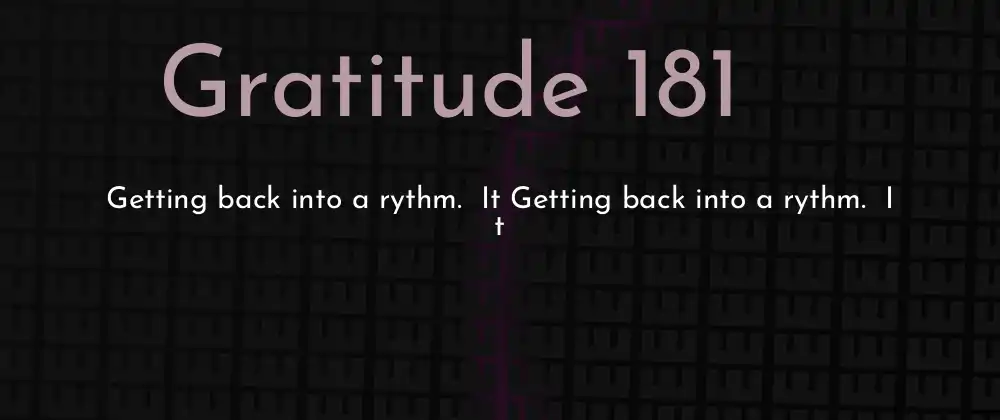 Gratitude 181
Getting back into a rythm.  It Getting back into a rythm.  I
t